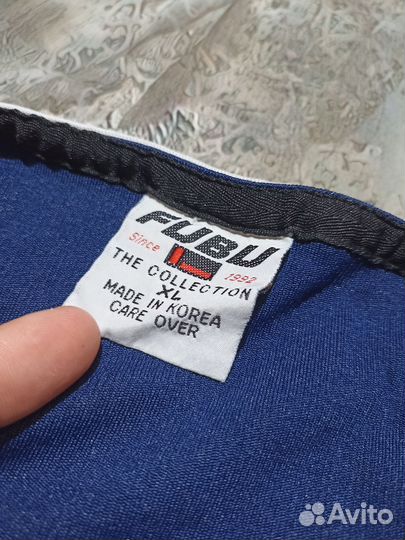 FUBU
Since 1992
THE COLLECTION
XL
MADE IN KOREA
CARE OVER
Avito